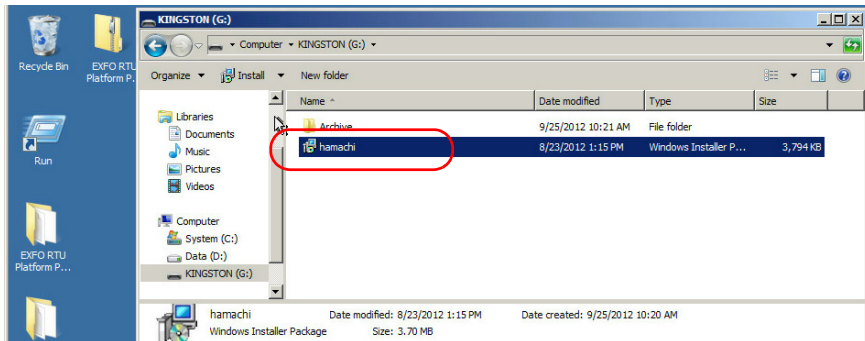 KINGSTON (G:)
Computer KINGSTON (G:)
Organize Install New folder
Name Date modified Type Size
Archive 9/25/2012 10:21 AM File folder
hamachi 8/23/2012 1:15 PM Windows Installer P... 3,794 KB
Libraries
Documents
Music
Pictures
Videos
Computer
System (C:)
Data (D:)
KINGSTON (G:)
hamachi Date modified: 8/23/2012 1:15 PM Date created: 9/25/2012 10:20 AM
Windows Installer Package Size: 3.70 MB
Recycle Bin
EXFO RTU
Platform P.
Run
EXFO RTU
Platform P...